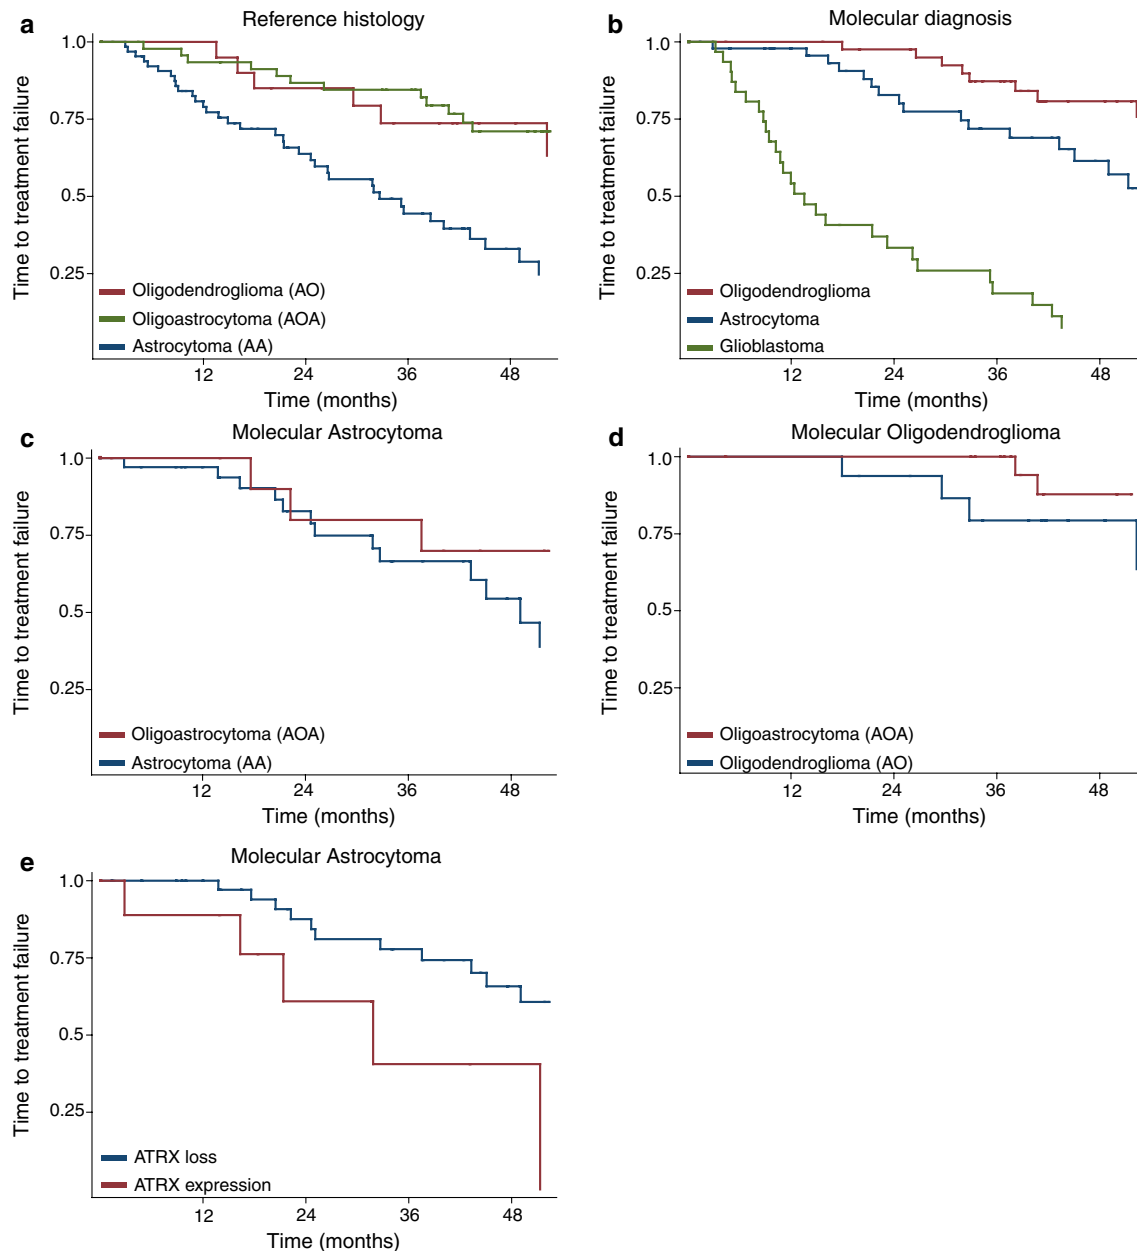 a
Reference histology
Time to treatment failure
1.0
0.75
0.5
0.25
Oligodendroglioma (AO)
Oligoastrocytoma (AOA)
Astrocytoma (AA)
12 24 36 48
Time (months)
b
Molecular diagnosis
Time to treatment failure
1.0
0.75
0.5
0.25
Oligodendroglioma
Astrocytoma
Glioblastoma
12 24 36 48
Time (months)
c
Molecular Astrocytoma
Time to treatment failure
1.0
0.75
0.5
0.25
Oligoastrocytoma (AOA)
Astrocytoma (AA)
12 24 36 48
Time (months)
d
Molecular Oligodendroglioma
Time to treatment failure
1.0
0.75
0.5
0.25
Oligoastrocytoma (AOA)
Oligodendroglioma (AO)
12 24 36 48
Time (months)
e
Molecular Astrocytoma
Time to treatment failure
1.0
0.75
0.5
0.25
ATRX loss
ATRX expression
12 24 36 48
Time (months)